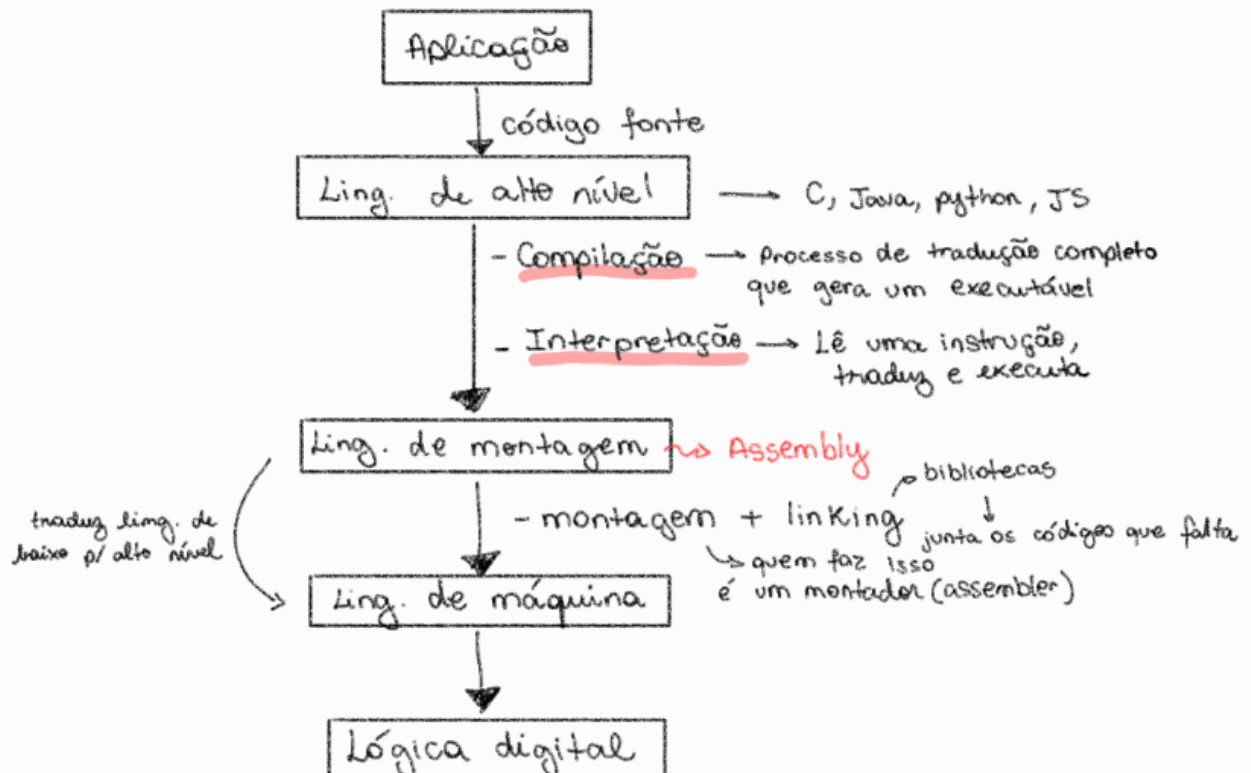 Aplicação
código fonte
Ling. de alto nível → C, Java, python, JS
- Compilação → Processo de tradução completo
que gera um executável
- Interpretação → Lê uma instrução,
traduz e executa
Ling. de montagem → Assembly
bibliotecas
- montagem + linking
junta os códigos que falta
quem faz isso
é um montador (assembler)
traduz ling. de
baixo p/ alto nível
Ling. de máquina
Lógica digital